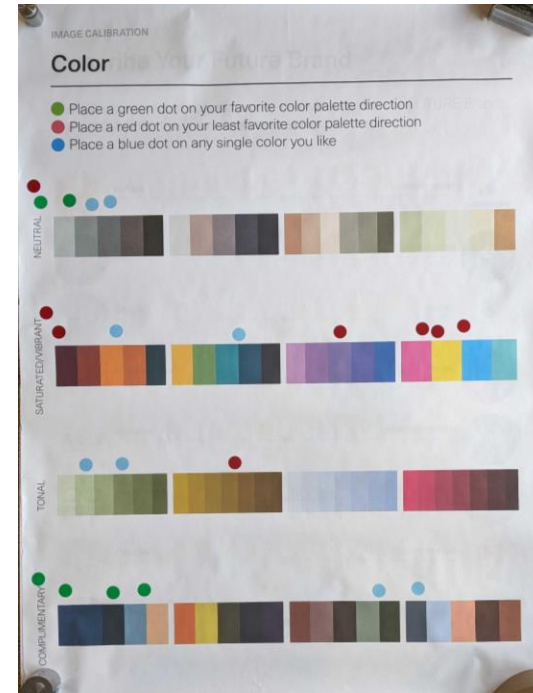 IMAGE CALIBRATION
Color
Place a green dot on your favorite color palette direction
Place a red dot on your least favorite color palette direction
Place a blue dot on any single color you like
NEUTRAL
SATURATED/VIBRANT
TONAL
COMPLIMENTARY